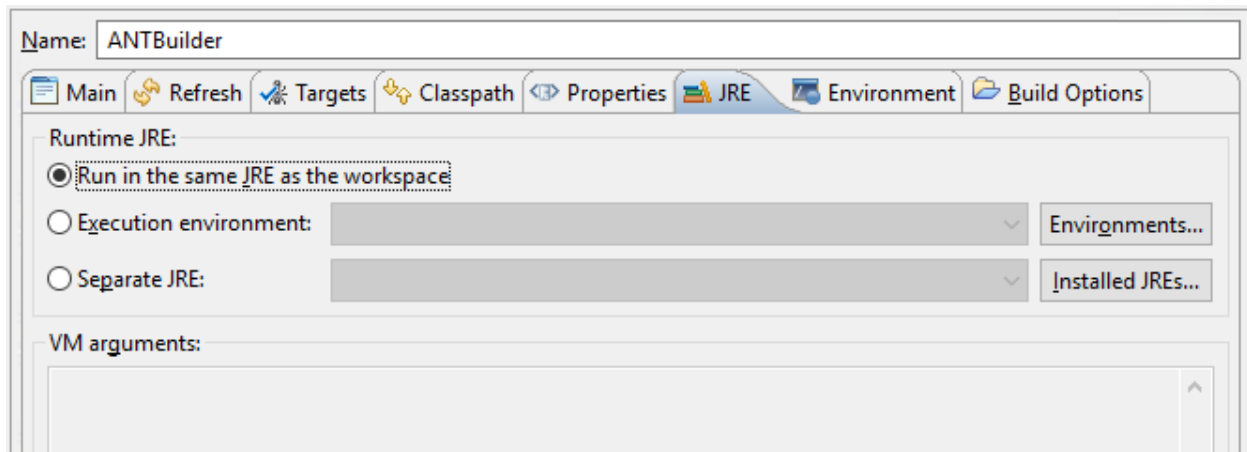 Name: ANTBuilder
Main Refresh Targets Classpath Properties JRE Environment Build Options
Runtime JRE:
Run in the same JRE as the workspace
Execution environment: Environments...
Separate JRE: Installed JREs...
VM arguments: